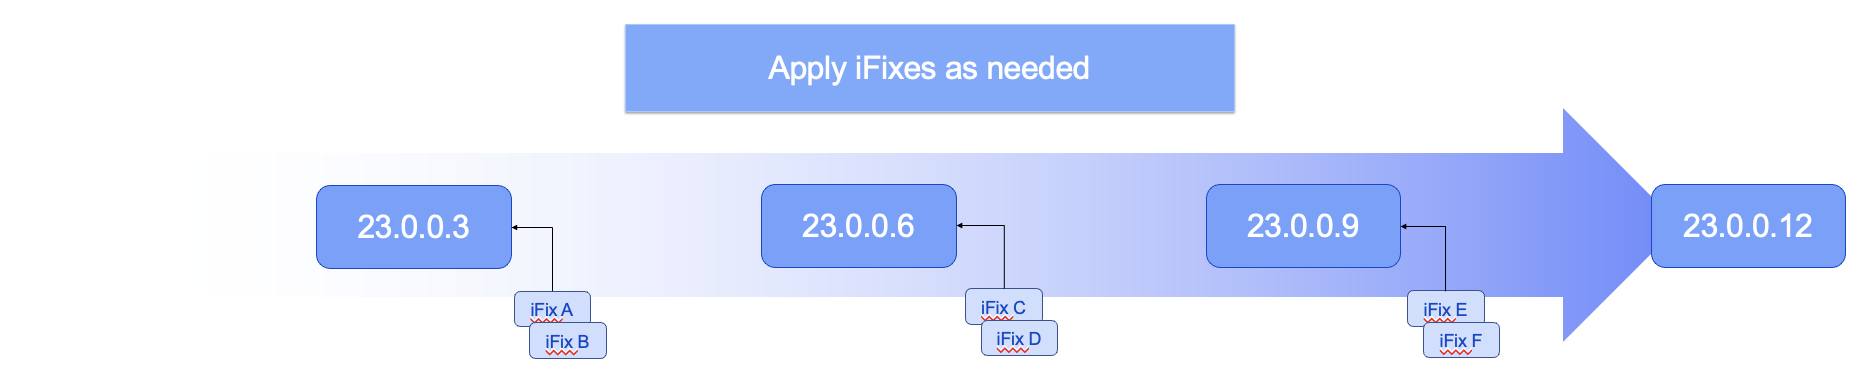 Apply iFixes as needed
23.0.0.3
23.0.0.6
23.0.0.9
23.0.0.12
iFix A
iFix B
iFix C
iFix D
iFix E
iFix F